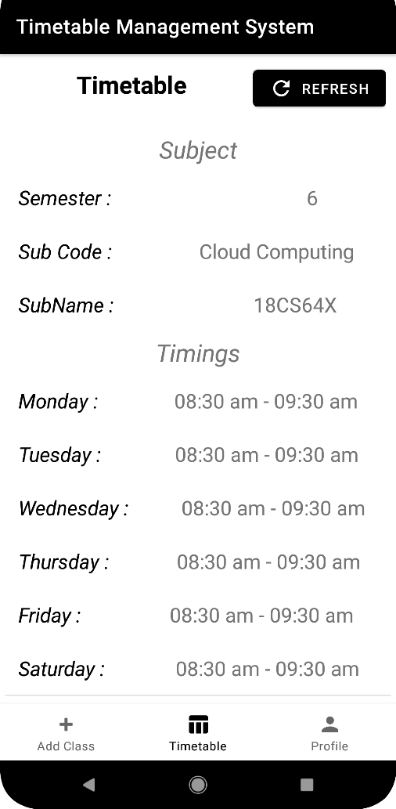 Timetable Management System
Timetable
REFRESH
Subject
Semester : 6
Sub Code : Cloud Computing
SubName : 18CS64X
Timings
Monday : 08:30 am - 09:30 am
Tuesday : 08:30 am - 09:30 am
Wednesday : 08:30 am - 09:30 am
Thursday : 08:30 am - 09:30 am
Friday : 08:30 am - 09:30 am
Saturday : 08:30 am - 09:30 am
Add Class
Timetable
Profile